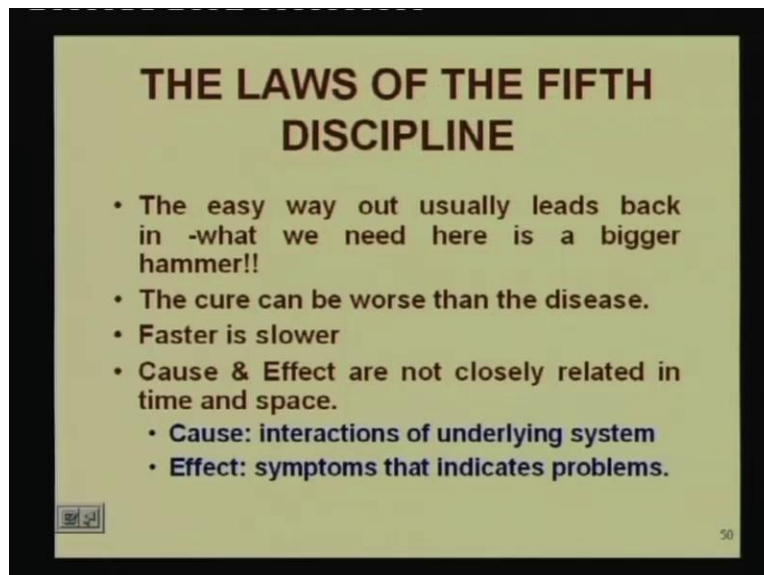 THE LAWS OF THE FIFTH
DISCIPLINE
• The easy way out usually leads back
in -what we need here is a bigger
hammer!!
• The cure can be worse than the disease.
• Faster is slower
• Cause & Effect are not closely related in
time and space.
• Cause: interactions of underlying system
• Effect: symptoms that indicates problems.
50